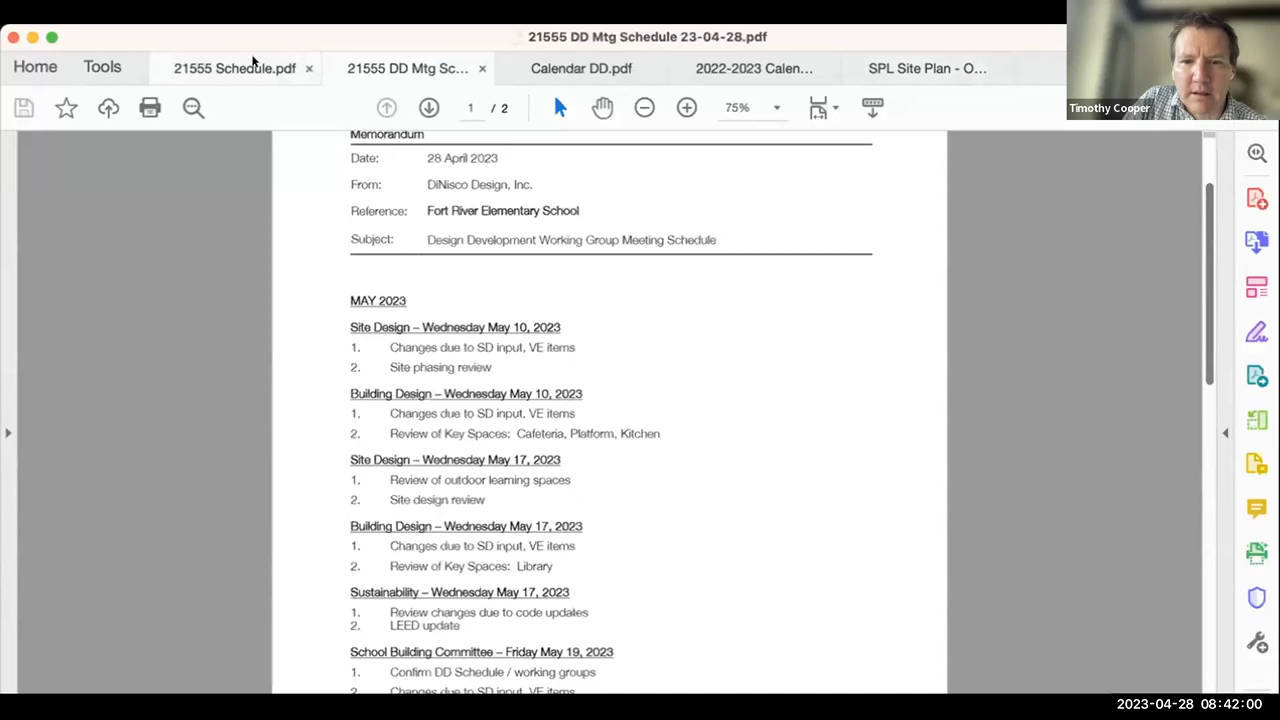 21555 DD Mtg Schedule 23-04-28.pdf
Home Tools 21555 Schedule.pdf 21555 DD Mtg Sc... Calendar DD.pdf 2022-2023 Calen... SPL Site Plan - O...
1 / 2 75%
Timothy Cooper
Memorandum
Date: 28 April 2023
From: DiNisco Design, Inc.
Reference: Fort River Elementary School
Subject: Design Development Working Group Meeting Schedule
MAY 2023
Site Design – Wednesday May 10, 2023
1. Changes due to SD input, VE items
2. Site phasing review
Building Design – Wednesday May 10, 2023
1. Changes due to SD input, VE items
2. Review of Key Spaces: Cafeteria, Platform, Kitchen
Site Design – Wednesday May 17, 2023
1. Review of outdoor learning spaces
2. Site design review
Building Design – Wednesday May 17, 2023
1. Changes due to SD input, VE items
2. Review of Key Spaces: Library
Sustainability – Wednesday May 17, 2023
1. Review changes due to code updates
2. LEED update
School Building Committee – Friday May 19, 2023
1. Confirm DD Schedule / working groups
2. Changes due to SD input, VE items
2023-04-28 08:42:00